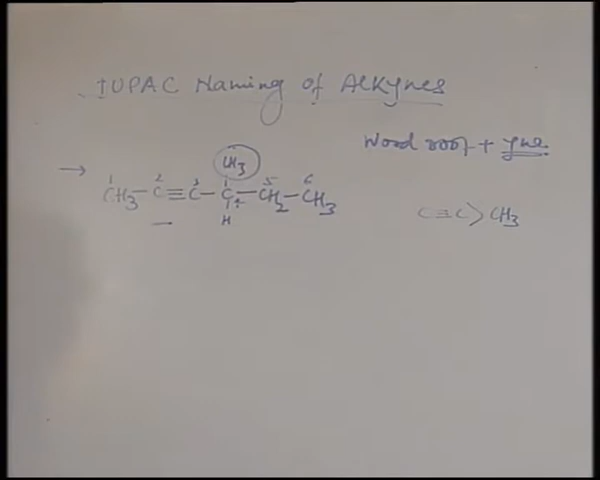 IUPAC Naming of Alkynes
Word root + yne.
CH3
1 2 3 4 5 6
→ CH3 - C ≡ C - C - CH2 - CH3
H
C ≡ C > CH3